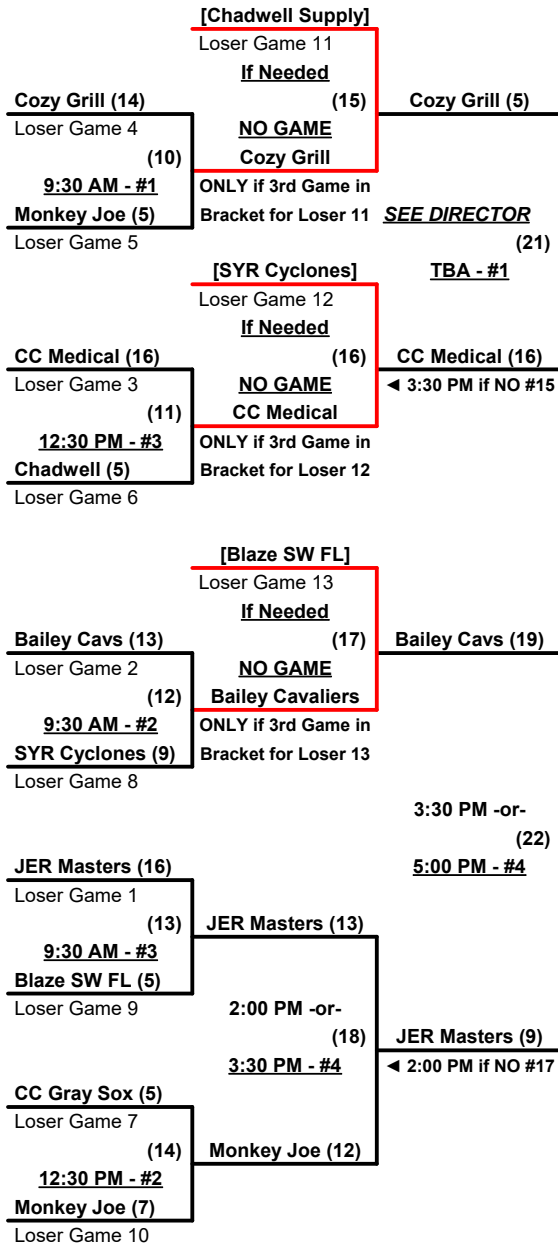 [Chadwell Supply]
Loser Game 11
If Needed
Cozy Grill (14)
(15)
Cozy Grill (5)
Loser Game 4
NO GAME
(10)
Cozy Grill
9:30 AM - #1
ONLY if 3rd Game in
Monkey Joe (5)
Bracket for Loser 11
SEE DIRECTOR
Loser Game 5
(21)
[SYR Cyclones]
TBA - #1
Loser Game 12
If Needed
CC Medical (16)
(16)
CC Medical (16)
Loser Game 3
NO GAME
◄ 3:30 PM if NO #15
(11)
CC Medical
12:30 PM - #3
ONLY if 3rd Game in
Chadwell (5)
Bracket for Loser 12
Loser Game 6
[Blaze SW FL]
Loser Game 13
If Needed
Bailey Cavs (13)
(17)
Bailey Cavs (19)
Loser Game 2
NO GAME
(12)
Bailey Cavaliers
9:30 AM - #2
ONLY if 3rd Game in
SYR Cyclones (9)
Bracket for Loser 13
Loser Game 8
3:30 PM -or-
(22)
JER Masters (16)
5:00 PM - #4
Loser Game 1
(13)
JER Masters (13)
9:30 AM - #3
Blaze SW FL (5)
Loser Game 9
2:00 PM -or-
(18)
JER Masters (9)
3:30 PM - #4
◄ 2:00 PM if NO #17
CC Gray Sox (5)
Loser Game 7
(14)
Monkey Joe (12)
12:30 PM - #2
Monkey Joe (7)
Loser Game 10